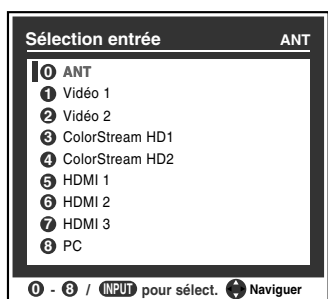 Sélection entrée ANT
0 ANT
1 Vidéo 1
2 Vidéo 2
3 ColorStream HD1
4 ColorStream HD2
5 HDMI 1
6 HDMI 2
7 HDMI 3
8 PC
0 - 8 / INPUT pour sélect. Naviguer